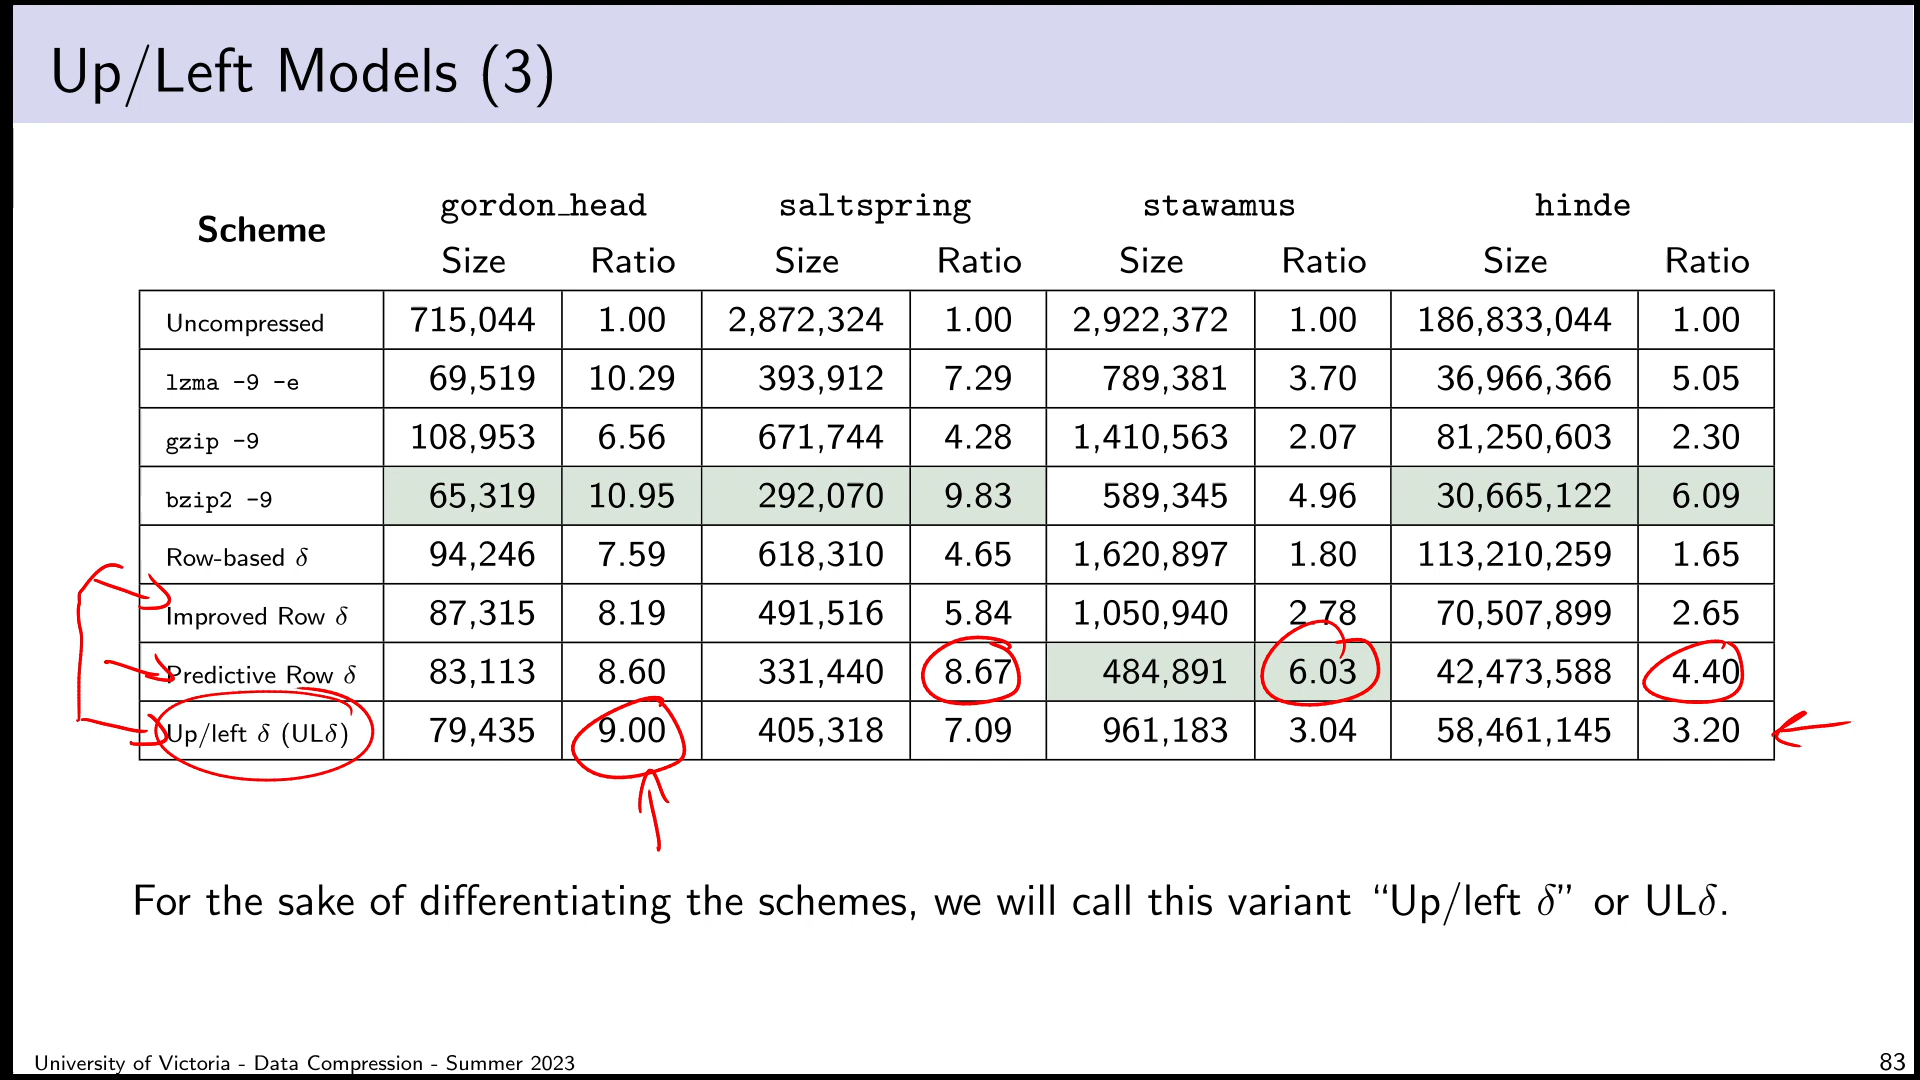 Up/Left Models (3)
Scheme gordon_head saltspring stawamus hinde
Size Ratio Size Ratio Size Ratio Size Ratio
Uncompressed 715,044 1.00 2,872,324 1.00 2,922,372 1.00 186,833,044 1.00
lzma -9 -e 69,519 10.29 393,912 7.29 789,381 3.70 36,966,366 5.05
gzip -9 108,953 6.56 671,744 4.28 1,410,563 2.07 81,250,603 2.30
bzip2 -9 65,319 10.95 292,070 9.83 589,345 4.96 30,665,122 6.09
Row-based δ 94,246 7.59 618,310 4.65 1,620,897 1.80 113,210,259 1.65
Improved Row δ 87,315 8.19 491,516 5.84 1,050,940 2.78 70,507,899 2.65
Predictive Row δ 83,113 8.60 331,440 8.67 484,891 6.03 42,473,588 4.40
Up/left δ (ULδ) 79,435 9.00 405,318 7.09 961,183 3.04 58,461,145 3.20
For the sake of differentiating the schemes, we will call this variant “Up/left δ” or ULδ.
University of Victoria - Data Compression - Summer 2023 83